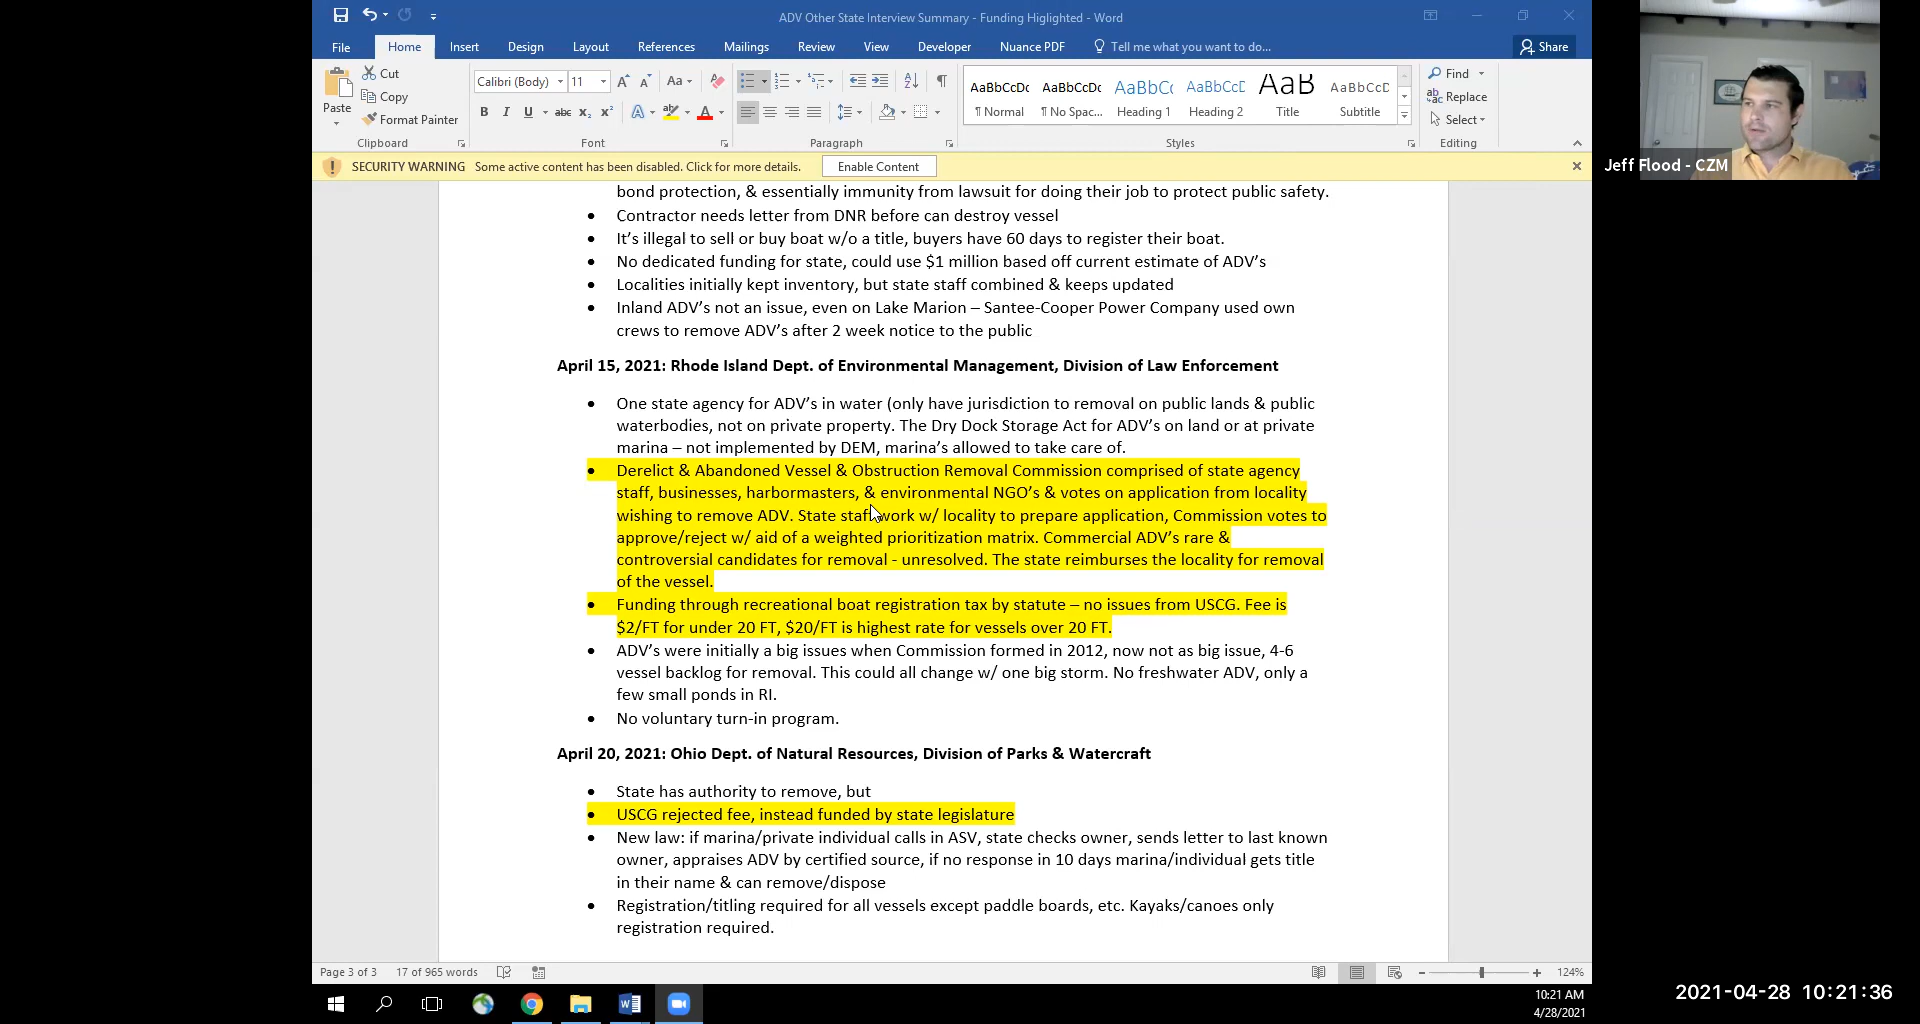 ADV Other State Interview Summary - Funding Higlighted - Word
File Home Insert Design Layout References Mailings Review View Developer Nuance PDF Tell me what you want to do... Share
Paste
Cut
Copy
Format Painter
Clipboard
Calibri (Body) 11 Aa
B I U abc x₂ x² A A
Font
Paragraph
AaBbCcDc AaBbCcDc AaBbCc AaBbCcD AaB AaBbCcD
¶ Normal ¶ No Spac... Heading 1 Heading 2 Title Subtitle
Styles
Find
Replace
Select
Editing
SECURITY WARNING Some active content has been disabled. Click for more details. Enable Content
Jeff Flood - CZM
bond protection, & essentially immunity from lawsuit for doing their job to protect public safety.
• Contractor needs letter from DNR before can destroy vessel
• It's illegal to sell or buy boat w/o a title, buyers have 60 days to register their boat.
• No dedicated funding for state, could use $1 million based off current estimate of ADV's
• Localities initially kept inventory, but state staff combined & keeps updated
• Inland ADV's not an issue, even on Lake Marion – Santee-Cooper Power Company used own
crews to remove ADV's after 2 week notice to the public
April 15, 2021: Rhode Island Dept. of Environmental Management, Division of Law Enforcement
• One state agency for ADV's in water (only have jurisdiction to removal on public lands & public
waterbodies, not on private property. The Dry Dock Storage Act for ADV's on land or at private
marina – not implemented by DEM, marina's allowed to take care of.
• Derelict & Abandoned Vessel & Obstruction Removal Commission comprised of state agency
staff, businesses, harbormasters, & environmental NGO's & votes on application from locality
wishing to remove ADV. State staff work w/ locality to prepare application, Commission votes to
approve/reject w/ aid of a weighted prioritization matrix. Commercial ADV's rare &
controversial candidates for removal - unresolved. The state reimburses the locality for removal
of the vessel.
• Funding through recreational boat registration tax by statute – no issues from USCG. Fee is
$2/FT for under 20 FT, $20/FT is highest rate for vessels over 20 FT.
• ADV's were initially a big issues when Commission formed in 2012, now not as big issue, 4-6
vessel backlog for removal. This could all change w/ one big storm. No freshwater ADV, only a
few small ponds in RI.
• No voluntary turn-in program.
April 20, 2021: Ohio Dept. of Natural Resources, Division of Parks & Watercraft
• State has authority to remove, but
• USCG rejected fee, instead funded by state legislature
• New law: if marina/private individual calls in ASV, state checks owner, sends letter to last known
owner, appraises ADV by certified source, if no response in 10 days marina/individual gets title
in their name & can remove/dispose
• Registration/titling required for all vessels except paddle boards, etc. Kayaks/canoes only
registration required.
Page 3 of 3 17 of 965 words 124%
10:21 AM
4/28/2021
2021-04-28 10:21:36